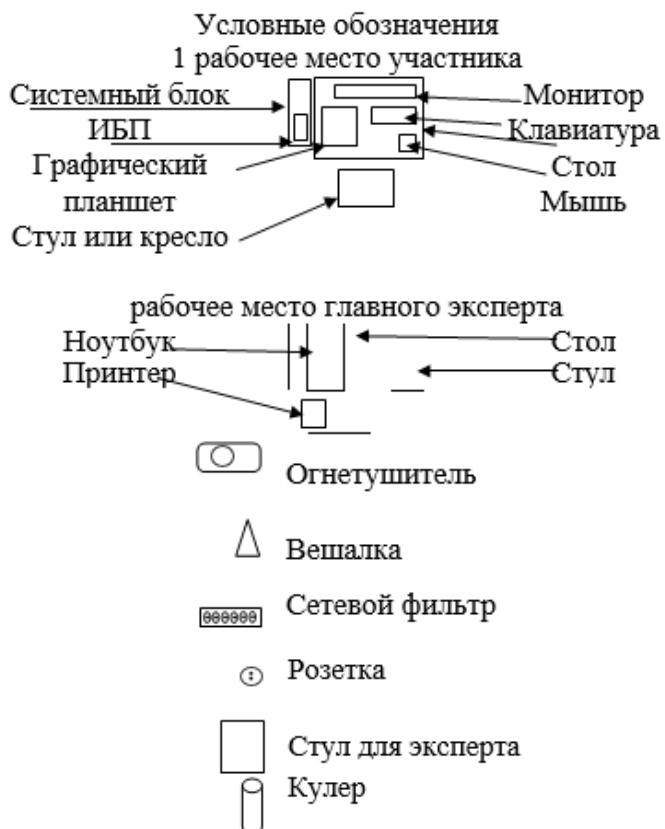 Условные обозначения
1 рабочее место участника
Системный блок
Монитор
ИБП
Клавиатура
Графический
планшет
Стол
Мышь
Стул или кресло
рабочее место главного эксперта
Ноутбук
Стол
Принтер
Стул
Огнетушитель
Вешалка
θθθθθθ
Сетевой фильтр
Розетка
Стул для эксперта
Кулер